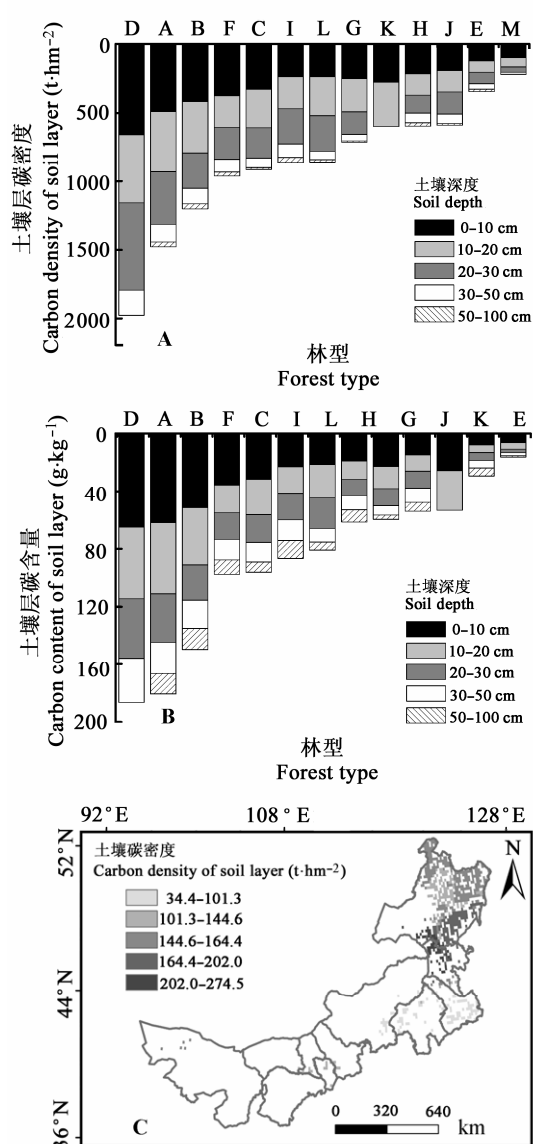 D A B F C I L G K H J E M
0
500
1000
1500
2000
土壤层碳密度
Carbon density of soil layer (t·hm−2)
土壤深度
Soil depth
0–10 cm
10–20 cm
20–30 cm
30–50 cm
50–100 cm
A
林型
Forest type
D A B F C I L H G J K E
0
40
80
120
160
200
土壤层碳含量
Carbon content of soil layer (g·kg−1)
土壤深度
Soil depth
0–10 cm
10–20 cm
20–30 cm
30–50 cm
50–100 cm
B
林型
Forest type
92°E 108°E 128°E
52°N
44°N
36°N
土壤碳密度
Carbon density of soil layer (t·hm−2)
34.4–101.3
101.3–144.6
144.6–164.4
164.4–202.0
202.0–274.5
N
C
0 320 640 km